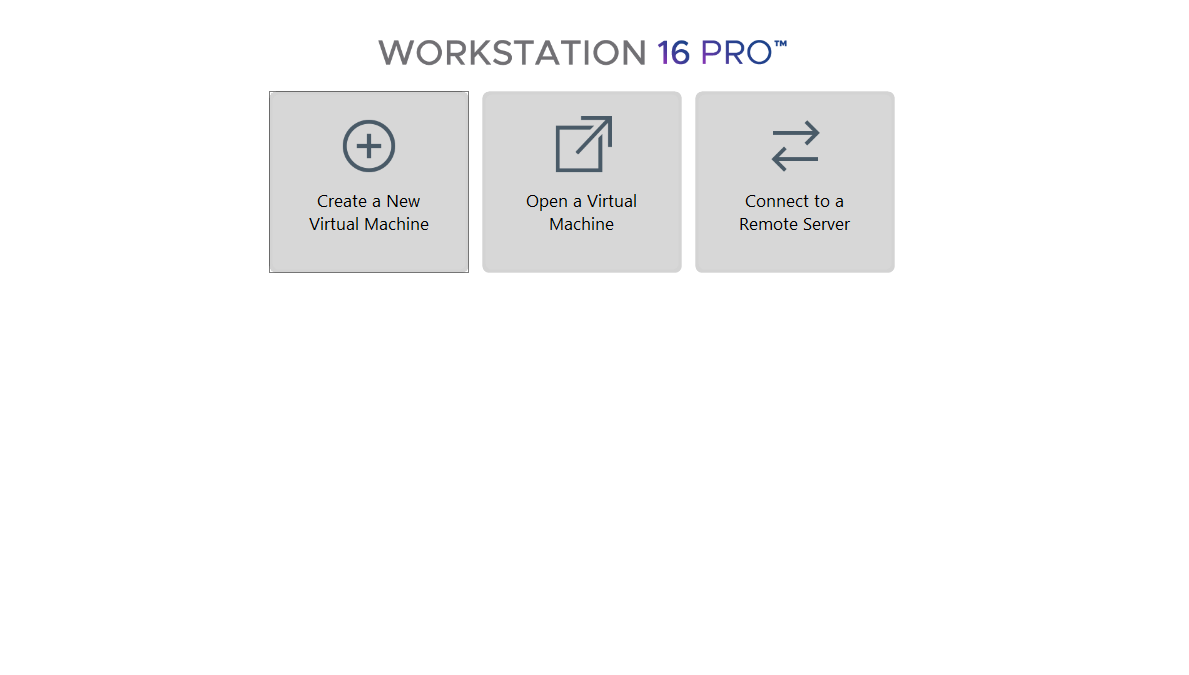 WORKSTATION 16 PRO™
Create a New
Virtual Machine
Open a Virtual
Machine
Connect to a
Remote Server